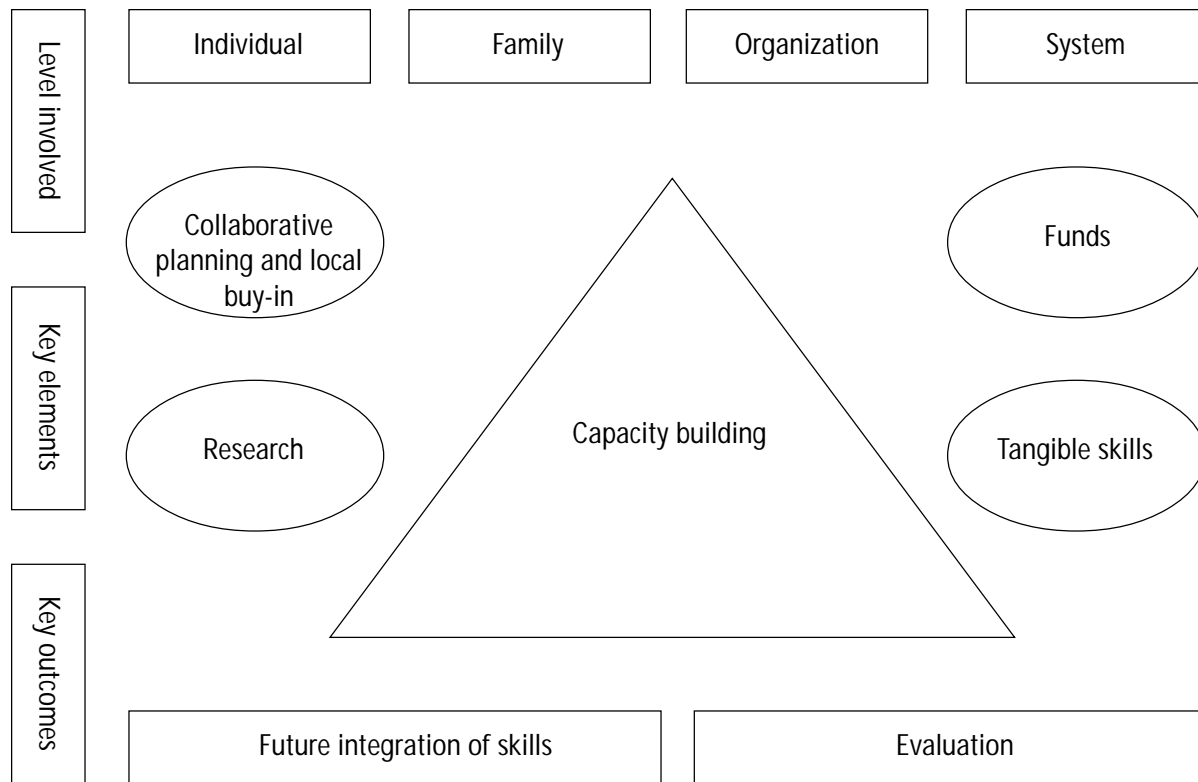 Level involved
Individual
Family
Organization
System
Collaborative
planning and local
buy-in
Funds
Key elements
Research
Capacity building
Tangible skills
Key outcomes
Future integration of skills
Evaluation